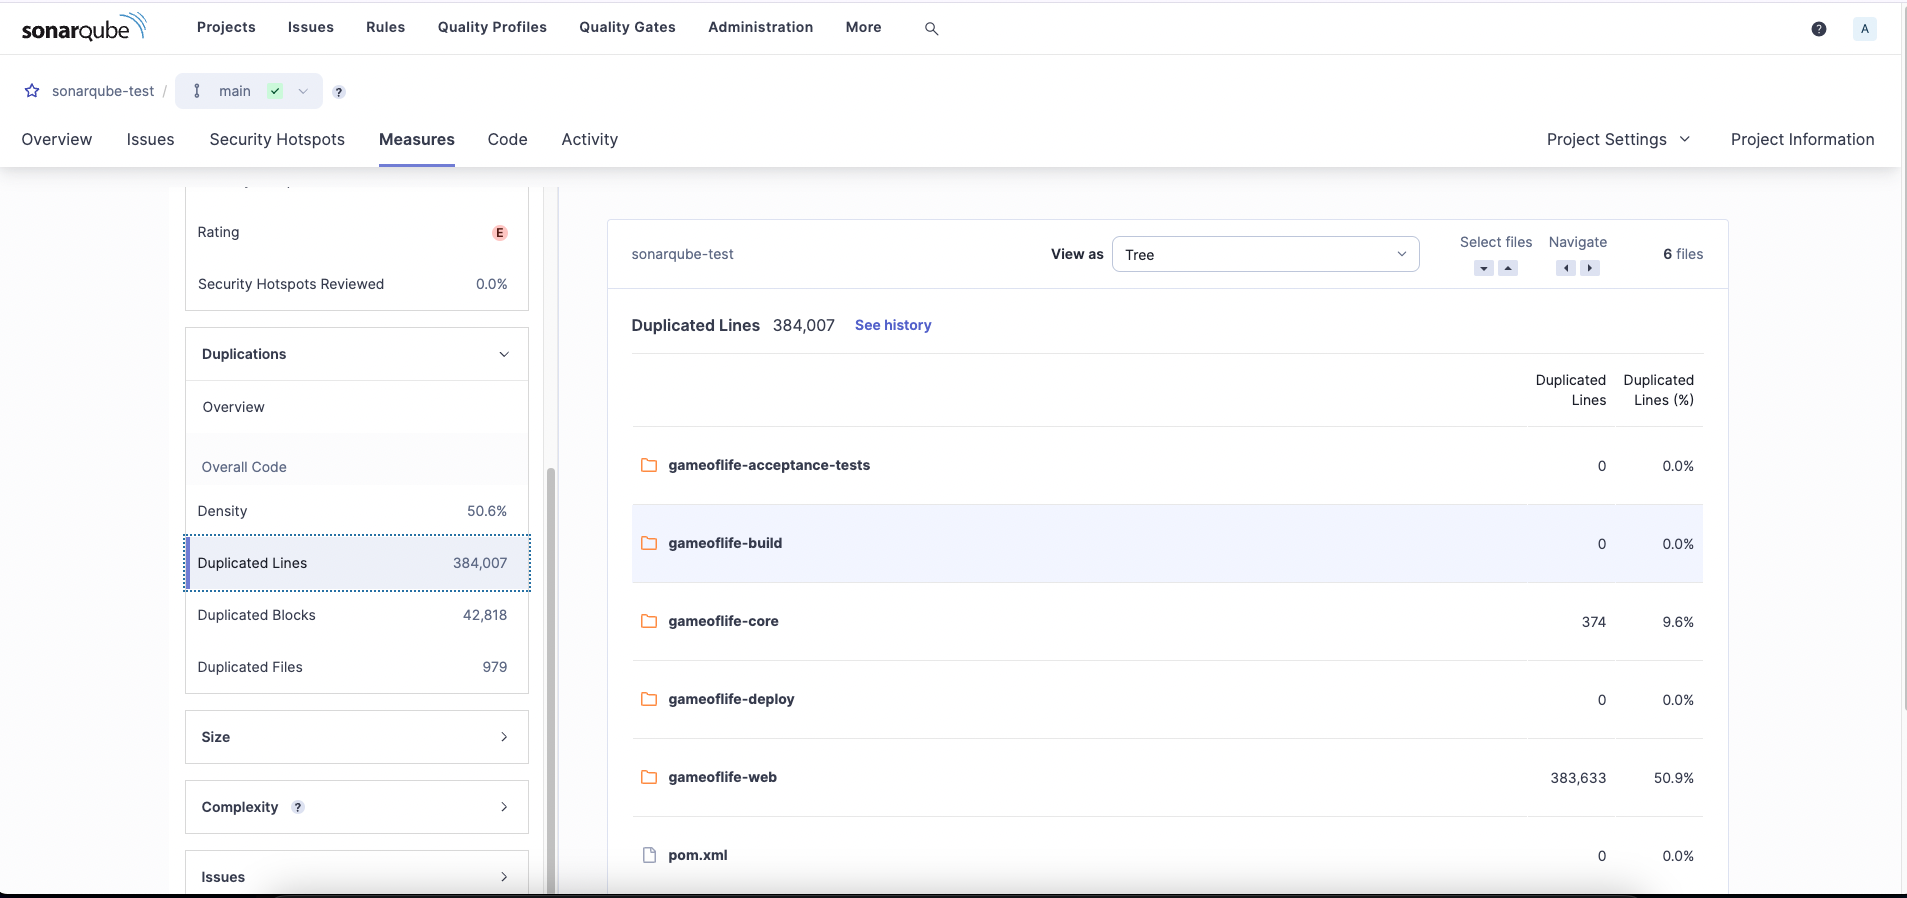 sonarqube
Projects Issues Rules Quality Profiles Quality Gates Administration More
? A
sonarqube-test / main ?
Overview Issues Security Hotspots Measures Code Activity Project Settings Project Information
Rating E
Security Hotspots Reviewed 0.0%
Duplications
Overview
Overall Code
Density 50.6%
Duplicated Lines 384,007
Duplicated Blocks 42,818
Duplicated Files 979
Size
Complexity ?
Issues
sonarqube-test View as Tree Select files Navigate 6 files
Duplicated Lines 384,007 See history
Duplicated Lines Duplicated Lines (%)
gameoflife-acceptance-tests 0 0.0%
gameoflife-build 0 0.0%
gameoflife-core 374 9.6%
gameoflife-deploy 0 0.0%
gameoflife-web 383,633 50.9%
pom.xml 0 0.0%